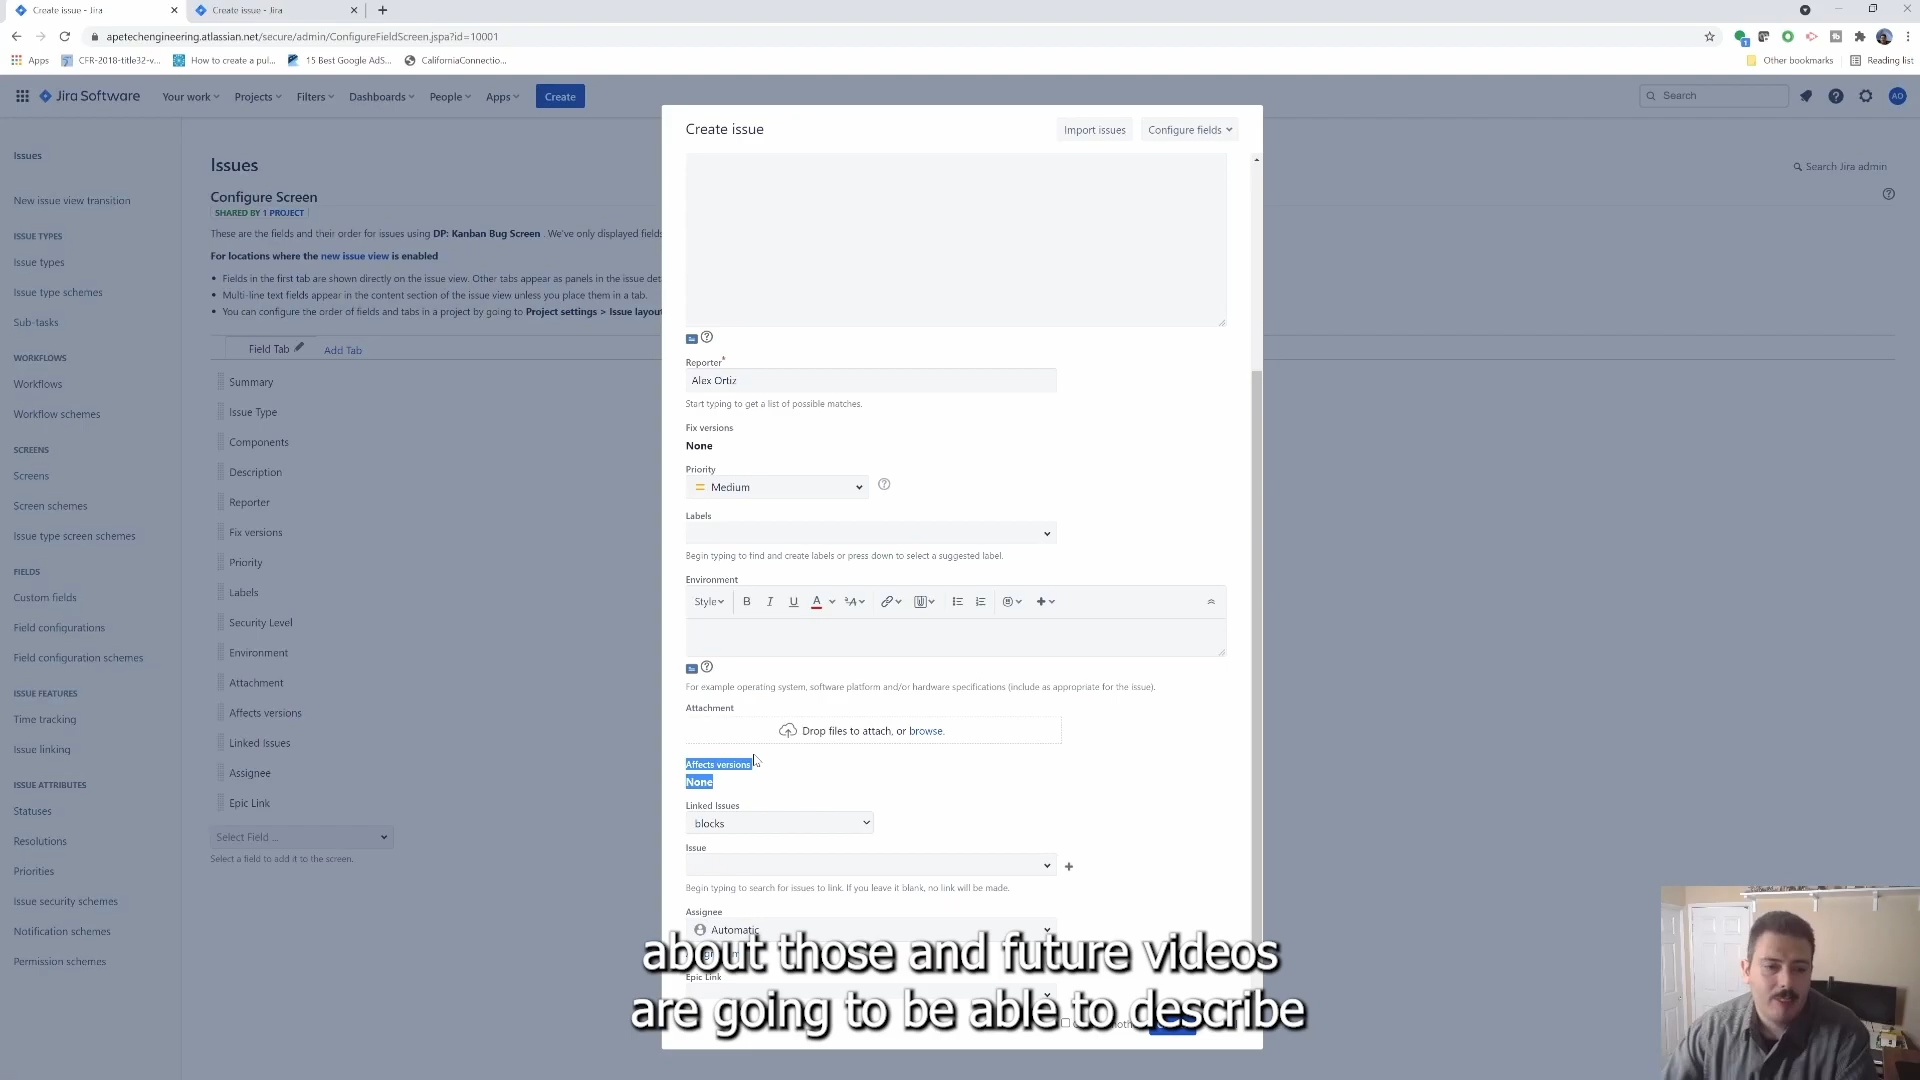 Create issue - Jira
Create issue - Jira
apetechengineering.atlassian.net/secure/admin/ConfigureFieldScreen.jspa?id=10001
Apps
CFR-2018-title32-v...
How to create a pul...
15 Best Google AdS...
CaliforniaConnectio...
Other bookmarks
Reading list
Jira Software
Your work
Projects
Filters
Dashboards
People
Apps
Create
Search
AO
Issues
New issue view transition
ISSUE TYPES
Issue types
Issue type schemes
Sub-tasks
WORKFLOWS
Workflows
Workflow schemes
SCREENS
Screens
Screen schemes
Issue type screen schemes
FIELDS
Custom fields
Field configurations
Field configuration schemes
ISSUE FEATURES
Time tracking
Issue linking
ISSUE ATTRIBUTES
Statuses
Resolutions
Priorities
Issue security schemes
Notification schemes
Permission schemes
Issues
Search Jira admin
Configure Screen
SHARED BY 1 PROJECT
These are the fields and their order for issues using DP: Kanban Bug Screen . We've only displayed fields
For locations where the new issue view is enabled
• Fields in the first tab are shown directly on the issue view. Other tabs appear as panels in the issue
• Multi-line text fields appear in the content section of the issue view unless you place them in a tab.
• You can configure the order of fields and tabs in a project by going to Project settings > Issue layout
Field Tab
Add Tab
Summary
Issue Type
Components
Description
Reporter
Fix versions
Priority
Labels
Security Level
Environment
Attachment
Affects versions
Linked Issues
Assignee
Epic Link
Select Field ...
Select a field to add it to the screen.
Create issue
Import issues
Configure fields
Reporter*
Alex Ortiz
Start typing to get a list of possible matches.
Fix versions
None
Priority
Medium
Labels
Begin typing to find and create labels or press down to select a suggested label.
Environment
Style
B
I
U
A
For example operating system, software platform and/or hardware specifications (include as appropriate for the issue).
Attachment
Drop files to attach, or browse.
Affects versions
None
Linked Issues
blocks
Issue
Begin typing to search for issues to link. If you leave it blank, no link will be made.
Assignee
Automatic
Epic Link
about those and future videos
are going to be able to describe